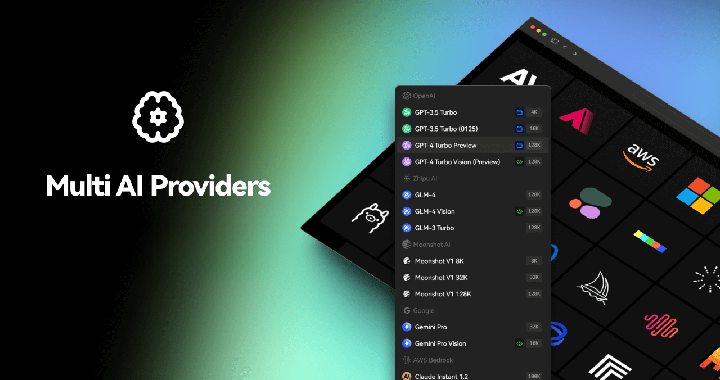 Multi AI Providers
OpenAI
GPT-3.5 Turbo 4K
GPT-3.5 Turbo (0125) 16K
GPT-4 Turbo Preview 128K
GPT-4 Turbo Vision (Preview) 128K
Zhipu AI
GLM-4 128K
GLM-4 Vision 128K
GLM-3 Turbo 128K
Moonshot AI
Moonshot V1 8K 8K
Moonshot V1 32K 32K
Moonshot V1 128K 128K
Google
Gemini Pro 32K
Gemini Pro Vision 16K
AWS Bedrock
Claude Instant 1.2 100K
AI
aws